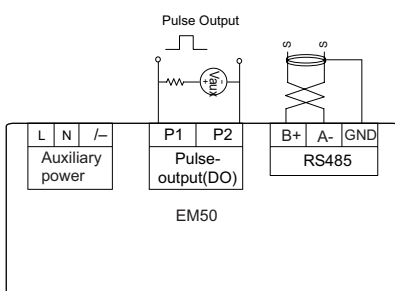 Pulse Output
+ Vaux -
S S
L N /– P1 P2 B+ A- GND
Auxiliary power
Pulse-output(DO)
RS485
EM50